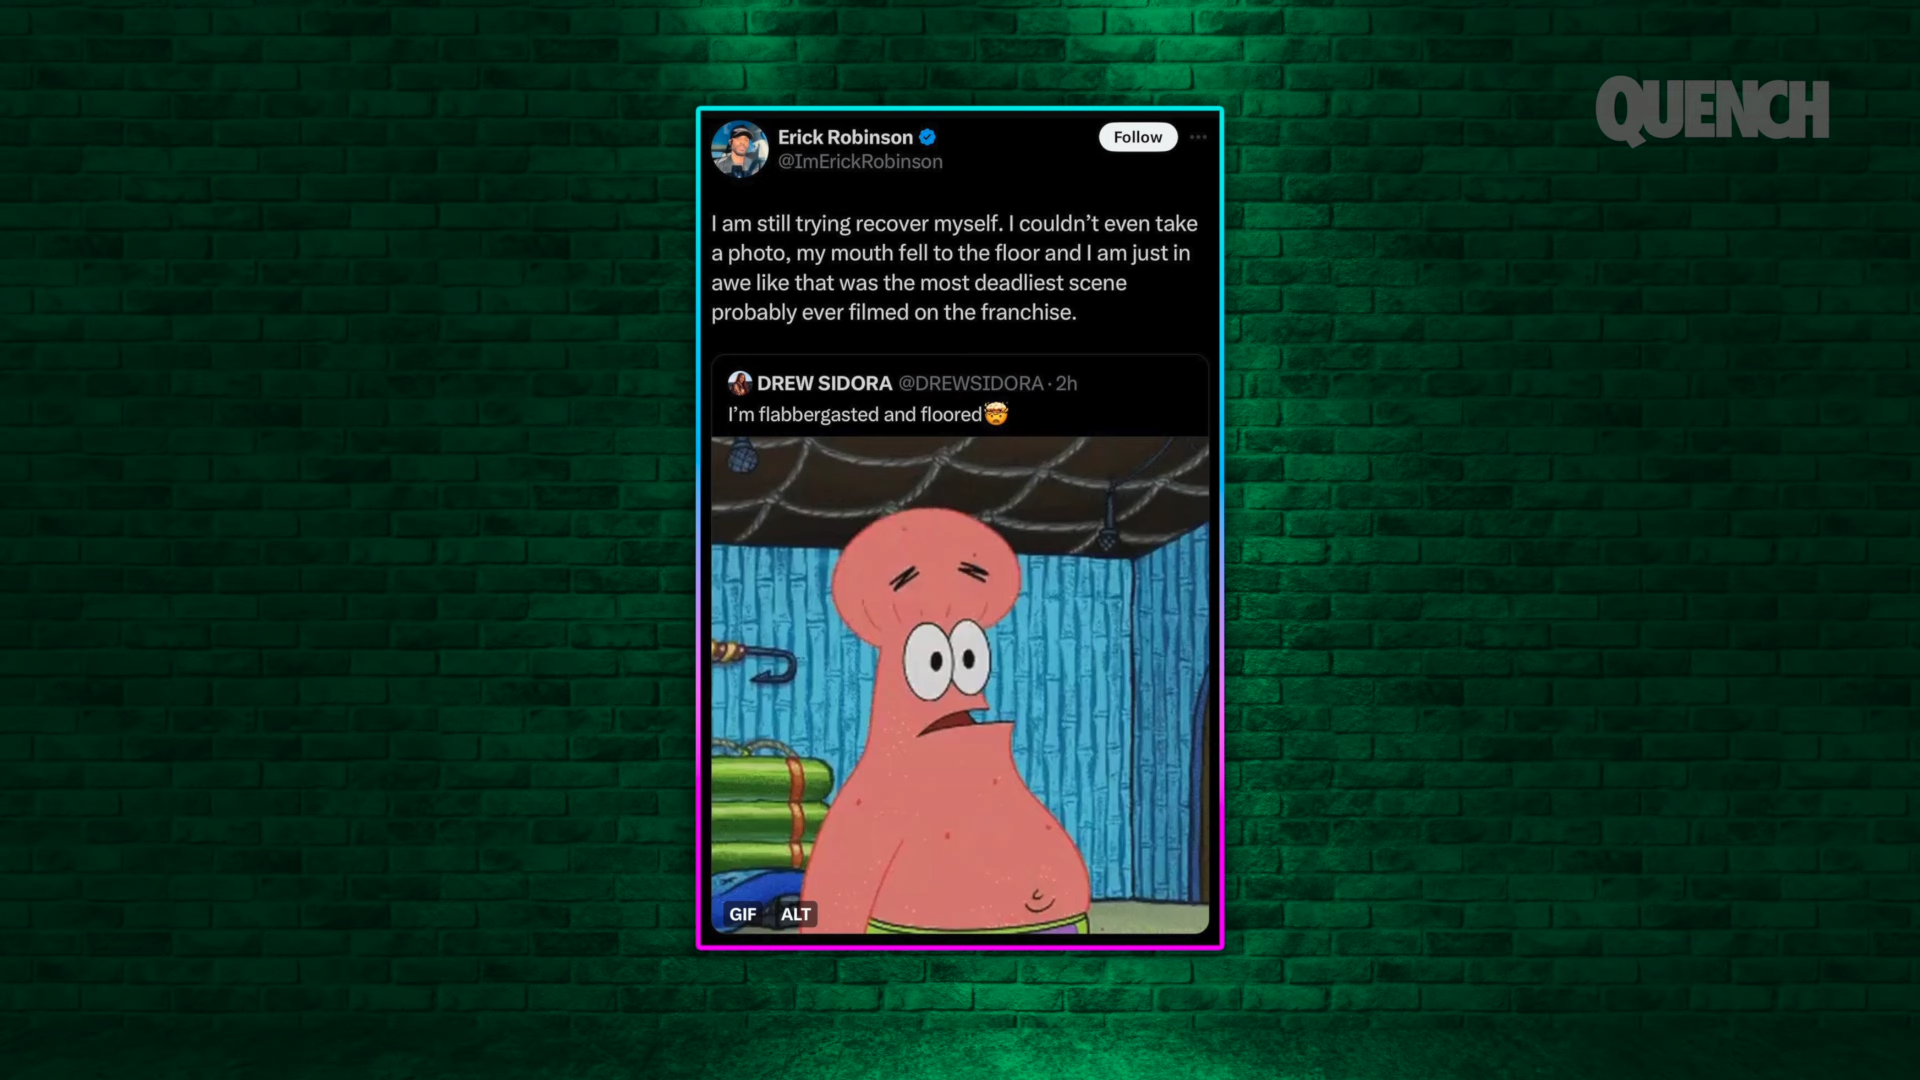 QUENCH
Erick Robinson
Follow
@ImErickRobinson
I am still trying recover myself. I couldn’t even take
a photo, my mouth fell to the floor and I am just in
awe like that was the most deadliest scene
probably ever filmed on the franchise.
DREW SIDORA @DREWSIDORA · 2h
I’m flabbergasted and floored🤯
GIF ALT